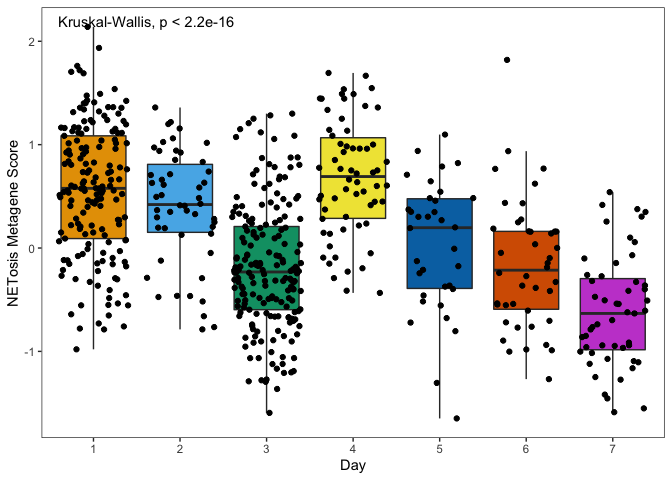 Kruskal-Wallis, p < 2.2e-16
2
1
0
-1
NETosis Metagene Score
1 2 3 4 5 6 7
Day